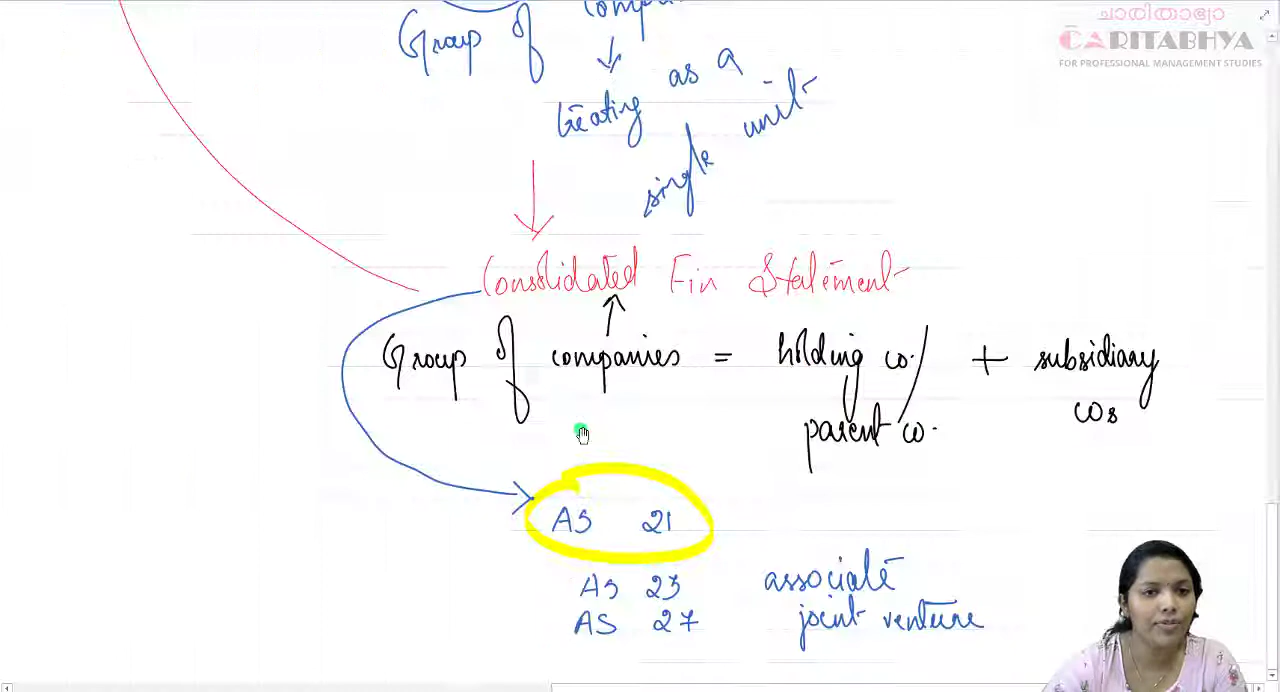 ചാരിതാഭ്യോ
CARITABHYA
FOR PROFESSIONAL MANAGEMENT STUDIES
Group of compan
treating as a
single unit
Consolidated Fin Statement
Group of companies = holding co./ + subsidiary
parent co. cos
AS 21
AS 23 associate
AS 27 joint venture